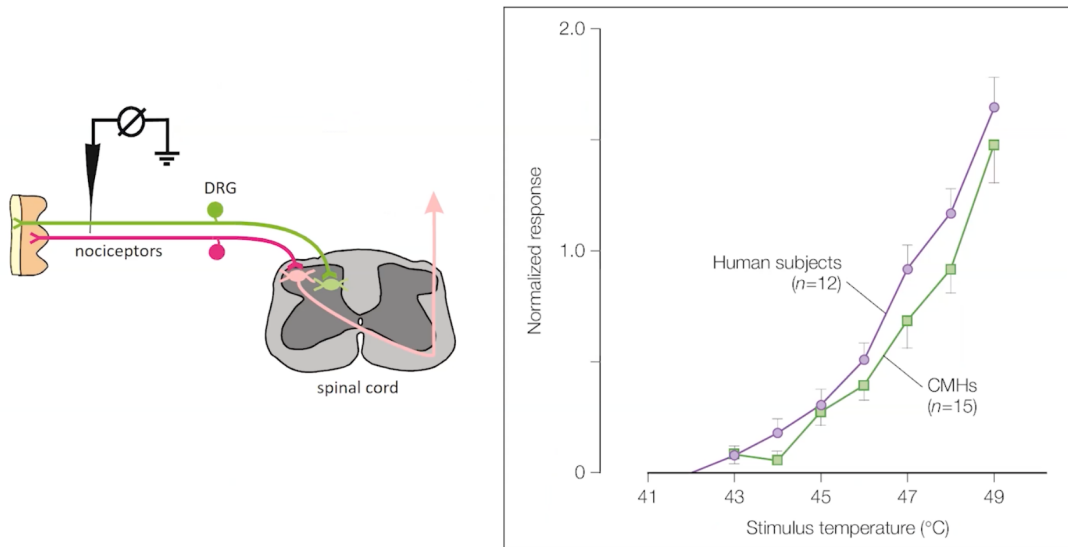 DRG
nociceptors
spinal cord
2.0
1.0
0
Normalized response
Human subjects
(n=12)
CMHs
(n=15)
41 43 45 47 49
Stimulus temperature (°C)